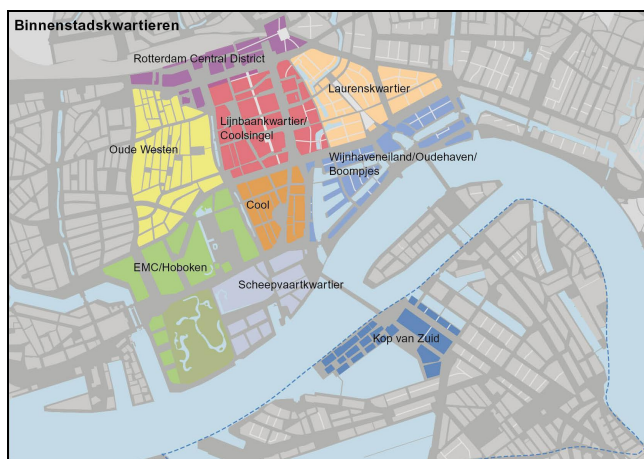 Binnenstadskwartieren
Rotterdam Central District
Laurenskwartier
Lijnbaankwartier/
Coolsingel
Oude Westen
Wijnhaveneiland/Oudehaven/
Boompjes
Cool
EMC/Hoboken
Scheepvaartkwartier
Kop van Zuid